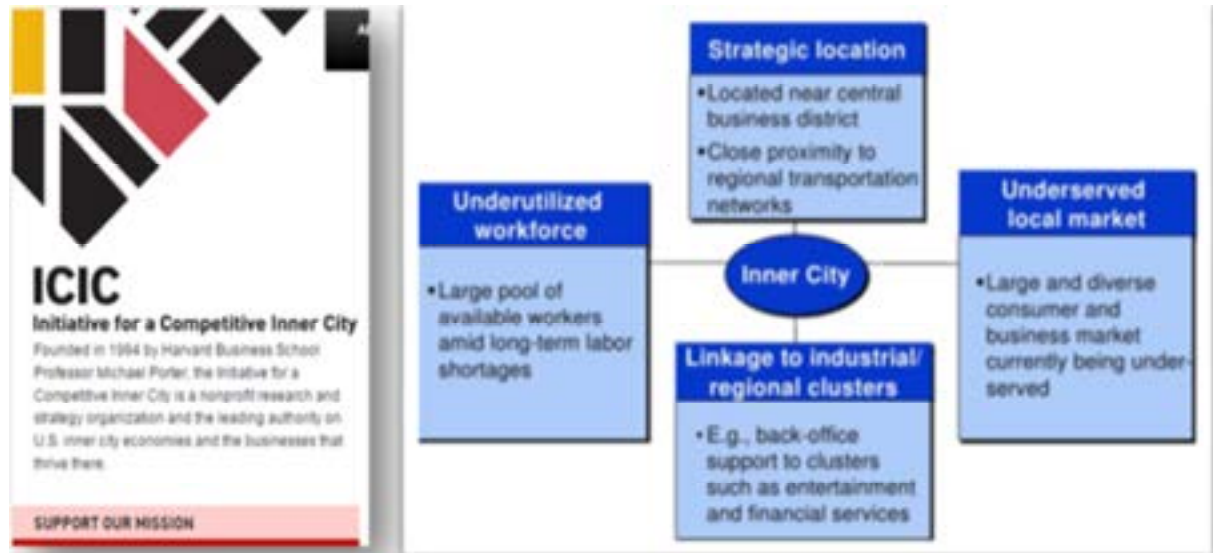 ICIC
Initiative for a Competitive Inner City
Founded in 1994 by Harvard Business School
Professor Michael Porter, the Initiative for a
Competitive Inner City is a nonprofit research and
strategy organization and the leading authority on
U.S. inner city economies and the businesses that
thrive there.
SUPPORT OUR MISSION
Strategic location
•Located near central
business district
•Close proximity to
regional transportation
networks
Underutilized
workforce
•Large pool of
available workers
amid long-term labor
shortages
Inner City
Underserved
local market
•Large and diverse
consumer and
business market
currently being under-
served
Linkage to industrial/
regional clusters
•E.g., back-office
support to clusters
such as entertainment
and financial services